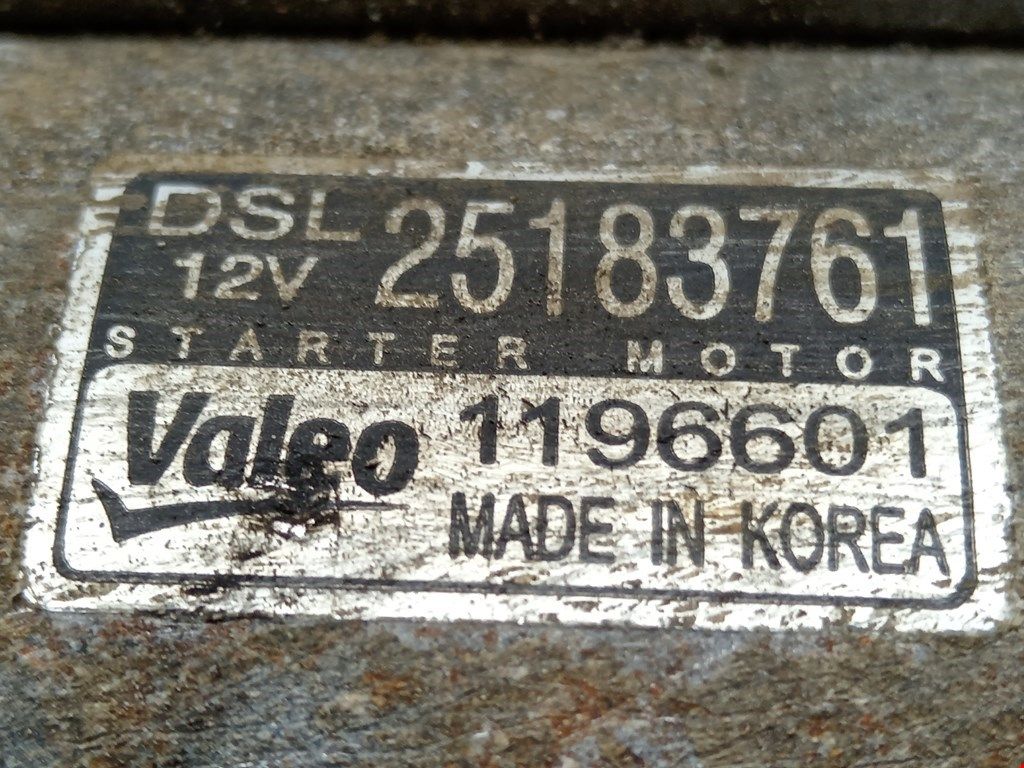 DSL 25183761
12V
STARTER MOTOR
Valeo 1196601
MADE IN KOREA